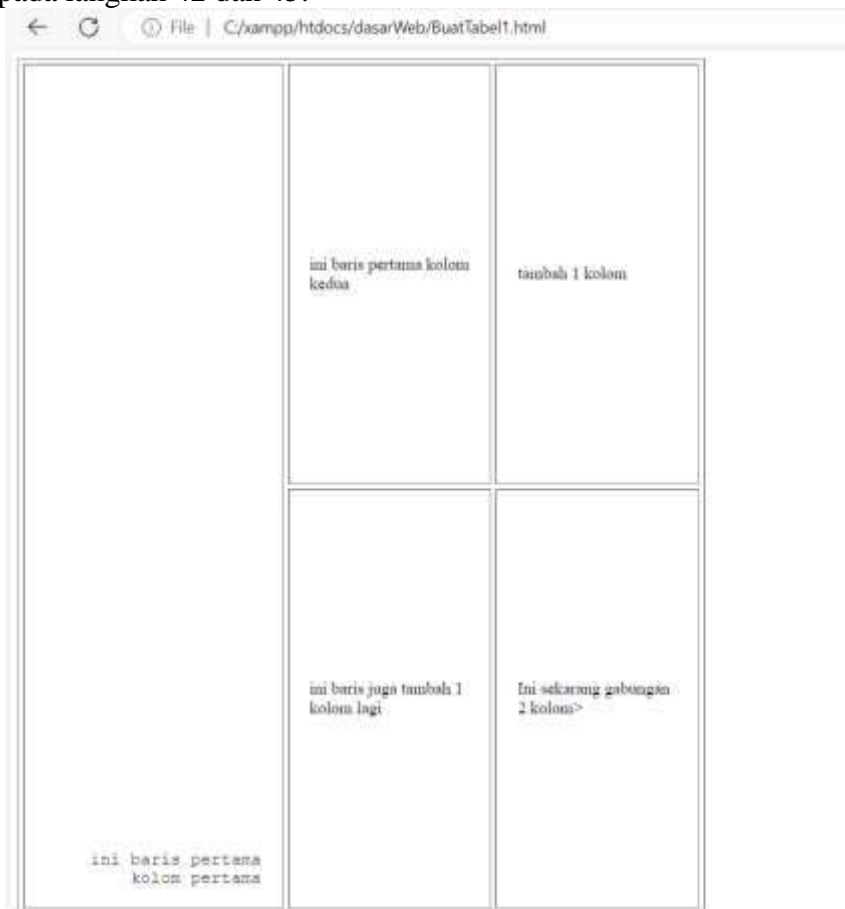 pada langkah 42 dan 43.
File | C:/xampp/htdocs/dasarWeb/BuatTabel1.html
ini baris pertama kolom
kedua
tambah 1 kolom
ini baris juga tambah 1
kolom lagi
Ini sekarang gabungan
2 kolom>
ini baris pertama
kolom pertama